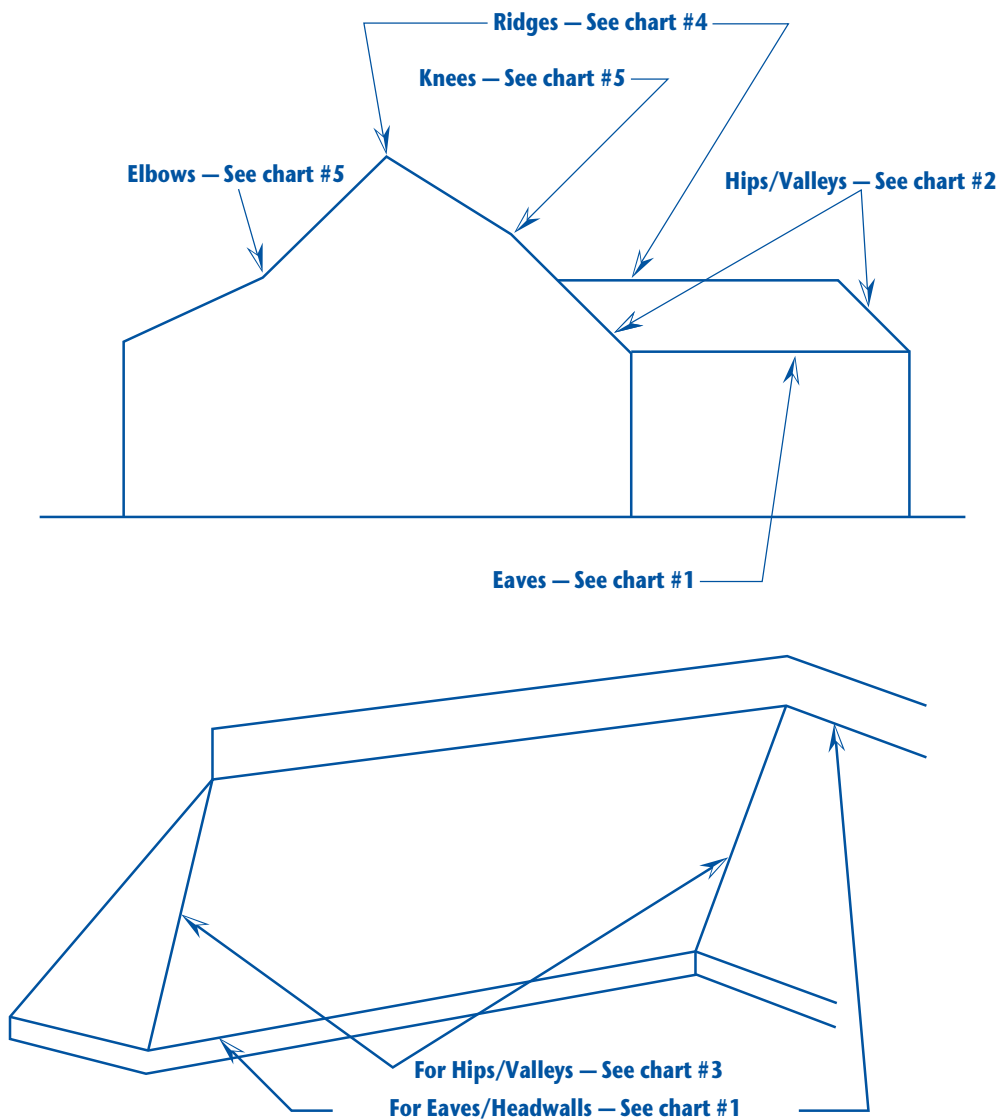 Ridges — See chart #4
Knees — See chart #5
Elbows — See chart #5
Hips/Valleys — See chart #2
Eaves — See chart #1
For Hips/Valleys — See chart #3
For Eaves/Headwalls — See chart #1